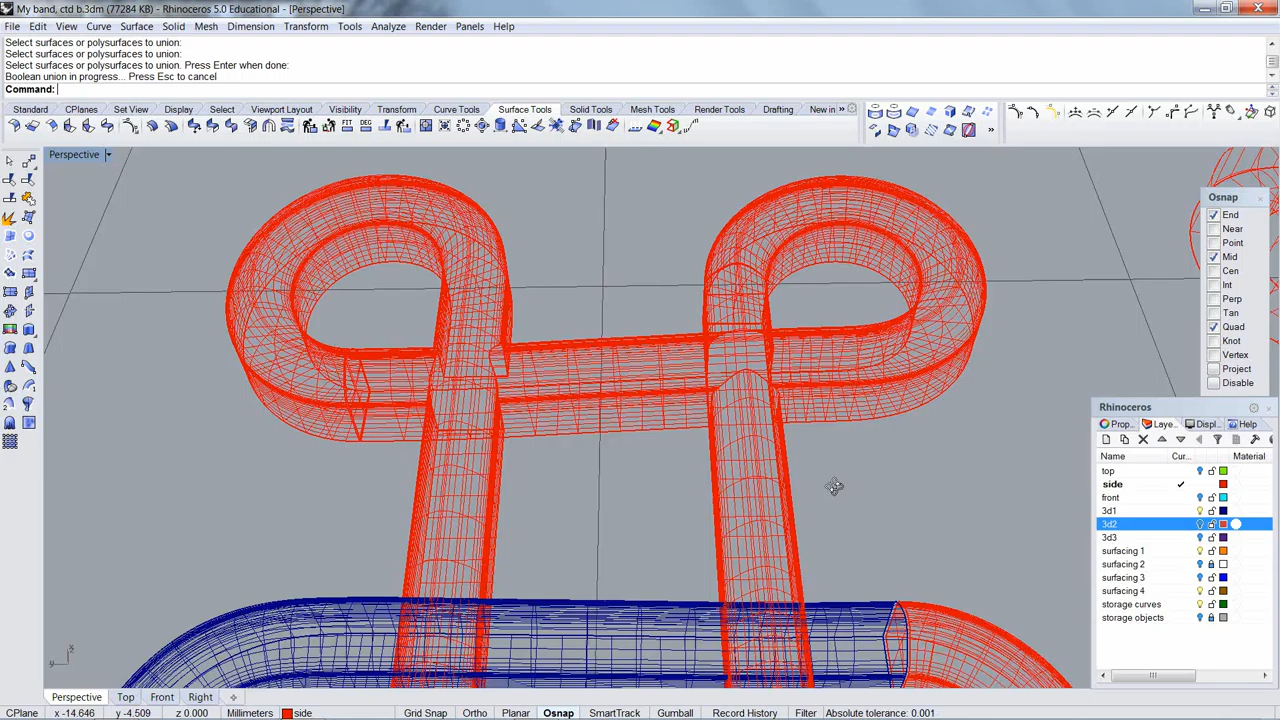 My band, ctd b.3dm (77284 KB) - Rhinoceros 5.0 Educational - [Perspective]
File Edit View Curve Surface Solid Mesh Dimension Transform Tools Analyze Render Panels Help
Select surfaces or polysurfaces to union:
Select surfaces or polysurfaces to union:
Select surfaces or polysurfaces to union. Press Enter when done:
Boolean union in progress... Press Esc to cancel
Command:
Standard CPlanes Set View Display Select Viewport Layout Visibility Transform Curve Tools Surface Tools Solid Tools Mesh Tools Render Tools Drafting New in »
FIT DEG
Perspective
Osnap
End
Near
Point
Mid
Cen
Int
Perp
Tan
Quad
Knot
Vertex
Project
Disable
Rhinoceros
Prop... Laye... Displ... Help
Name Cur... Material
top
side
front
3d1
3d2
3d3
surfacing 1
surfacing 2
surfacing 3
surfacing 4
storage curves
storage objects
z
x
y
Perspective Top Front Right
CPlane x -14.646 y -4.509 z 0.000 Millimeters side Grid Snap Ortho Planar Osnap SmartTrack Gumball Record History Filter Absolute tolerance: 0.001